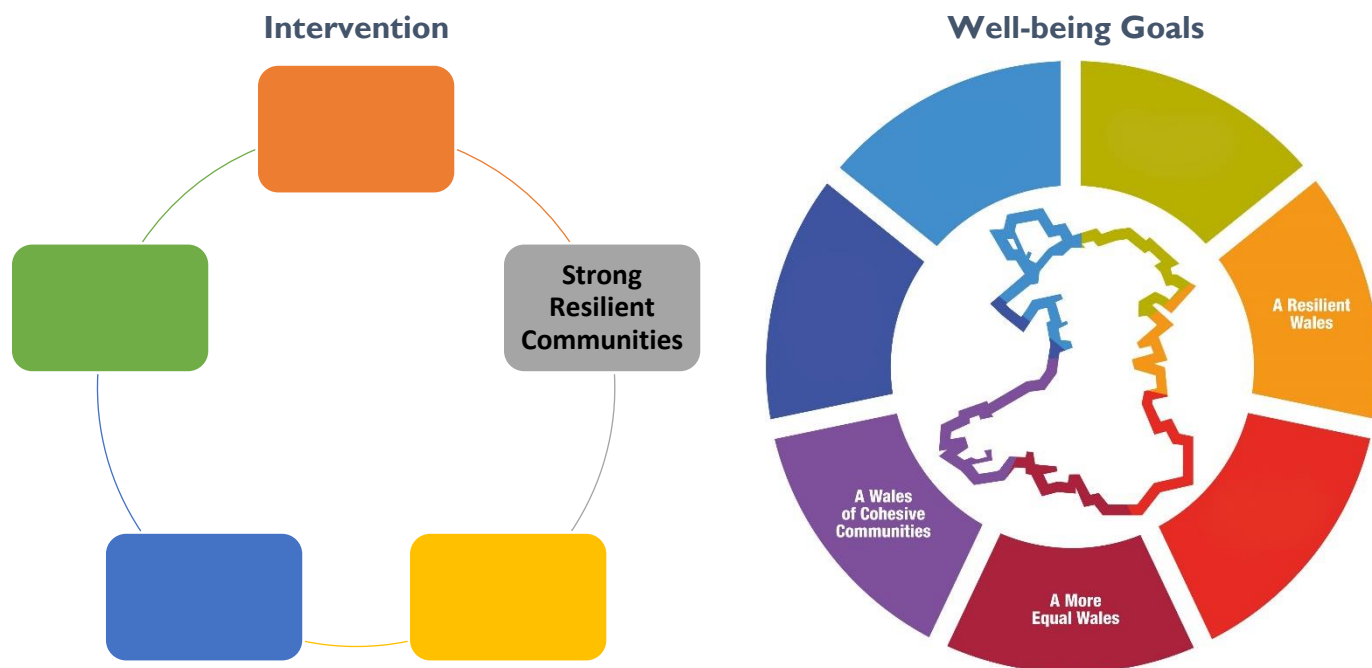 Intervention
Well-being Goals
Strong
Resilient
Communities
A Resilient
Wales
A Wales
of Cohesive
Communities
A More
Equal Wales